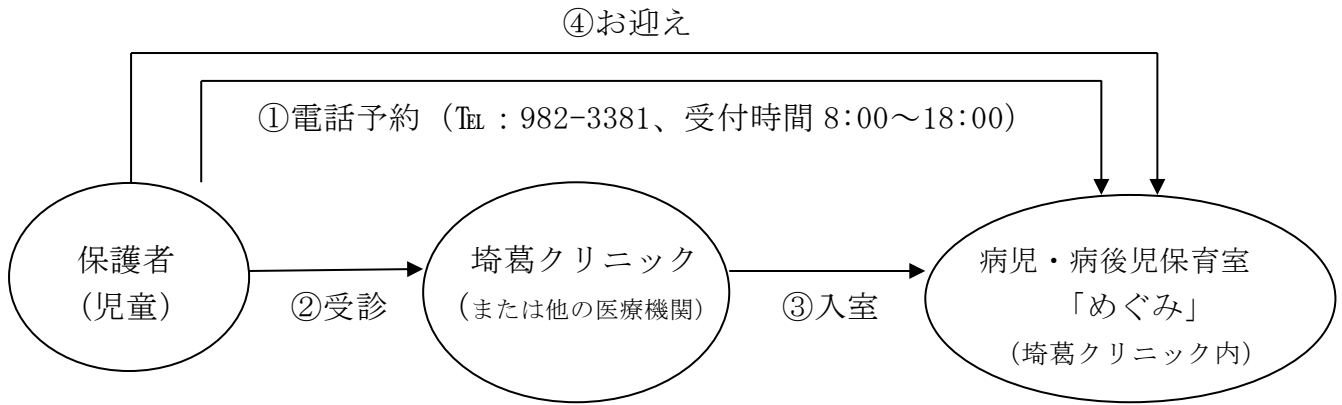 ④お迎え
①電話予約（℡：982-3381、受付時間 8:00～18:00）
保護者
(児童)
②受診
埼葛クリニック
(または他の医療機関)
③入室
病児・病後児保育室
「めぐみ」
(埼葛クリニック内)